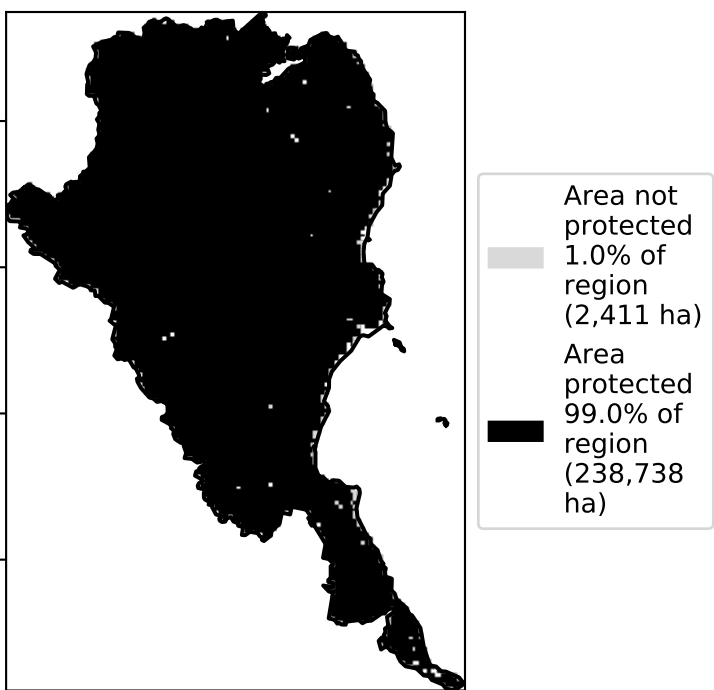 Area not
protected
1.0% of
region
(2,411 ha)
Area
protected
99.0% of
region
(238,738
ha)